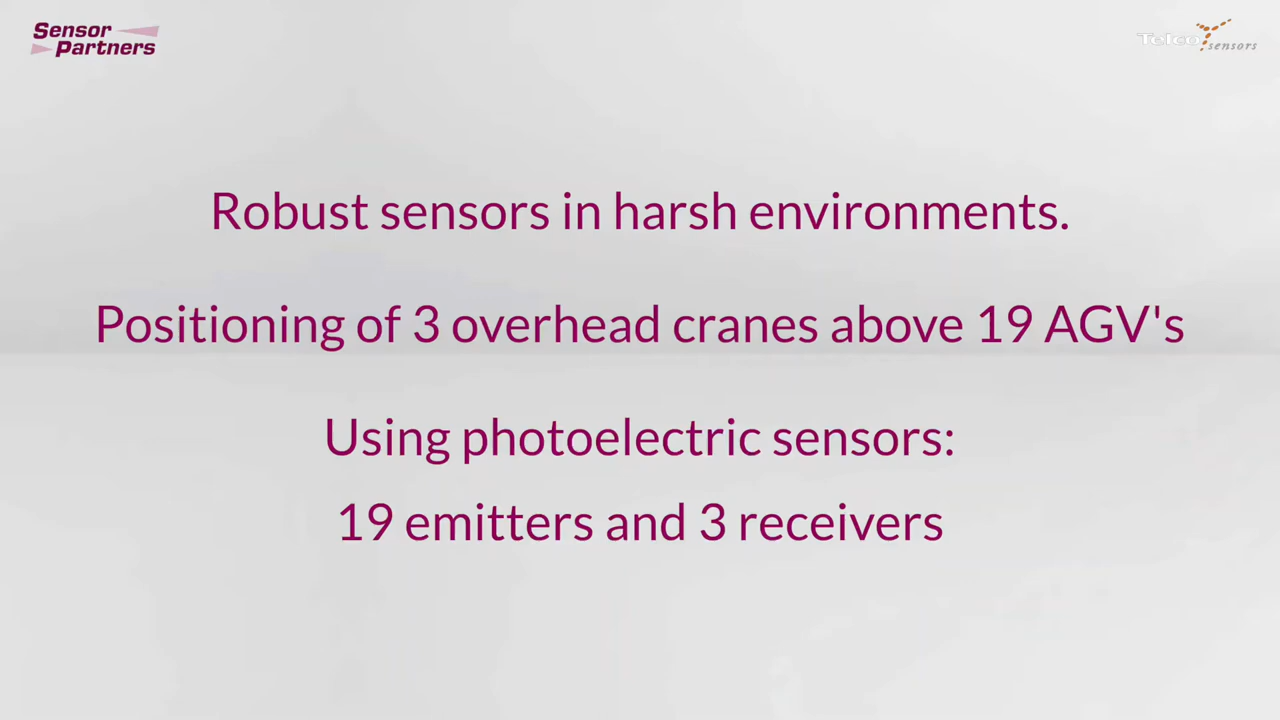 Sensor
Partners
Telco
sensors
Robust sensors in harsh environments.
Positioning of 3 overhead cranes above 19 AGV's
Using photoelectric sensors:
19 emitters and 3 receivers